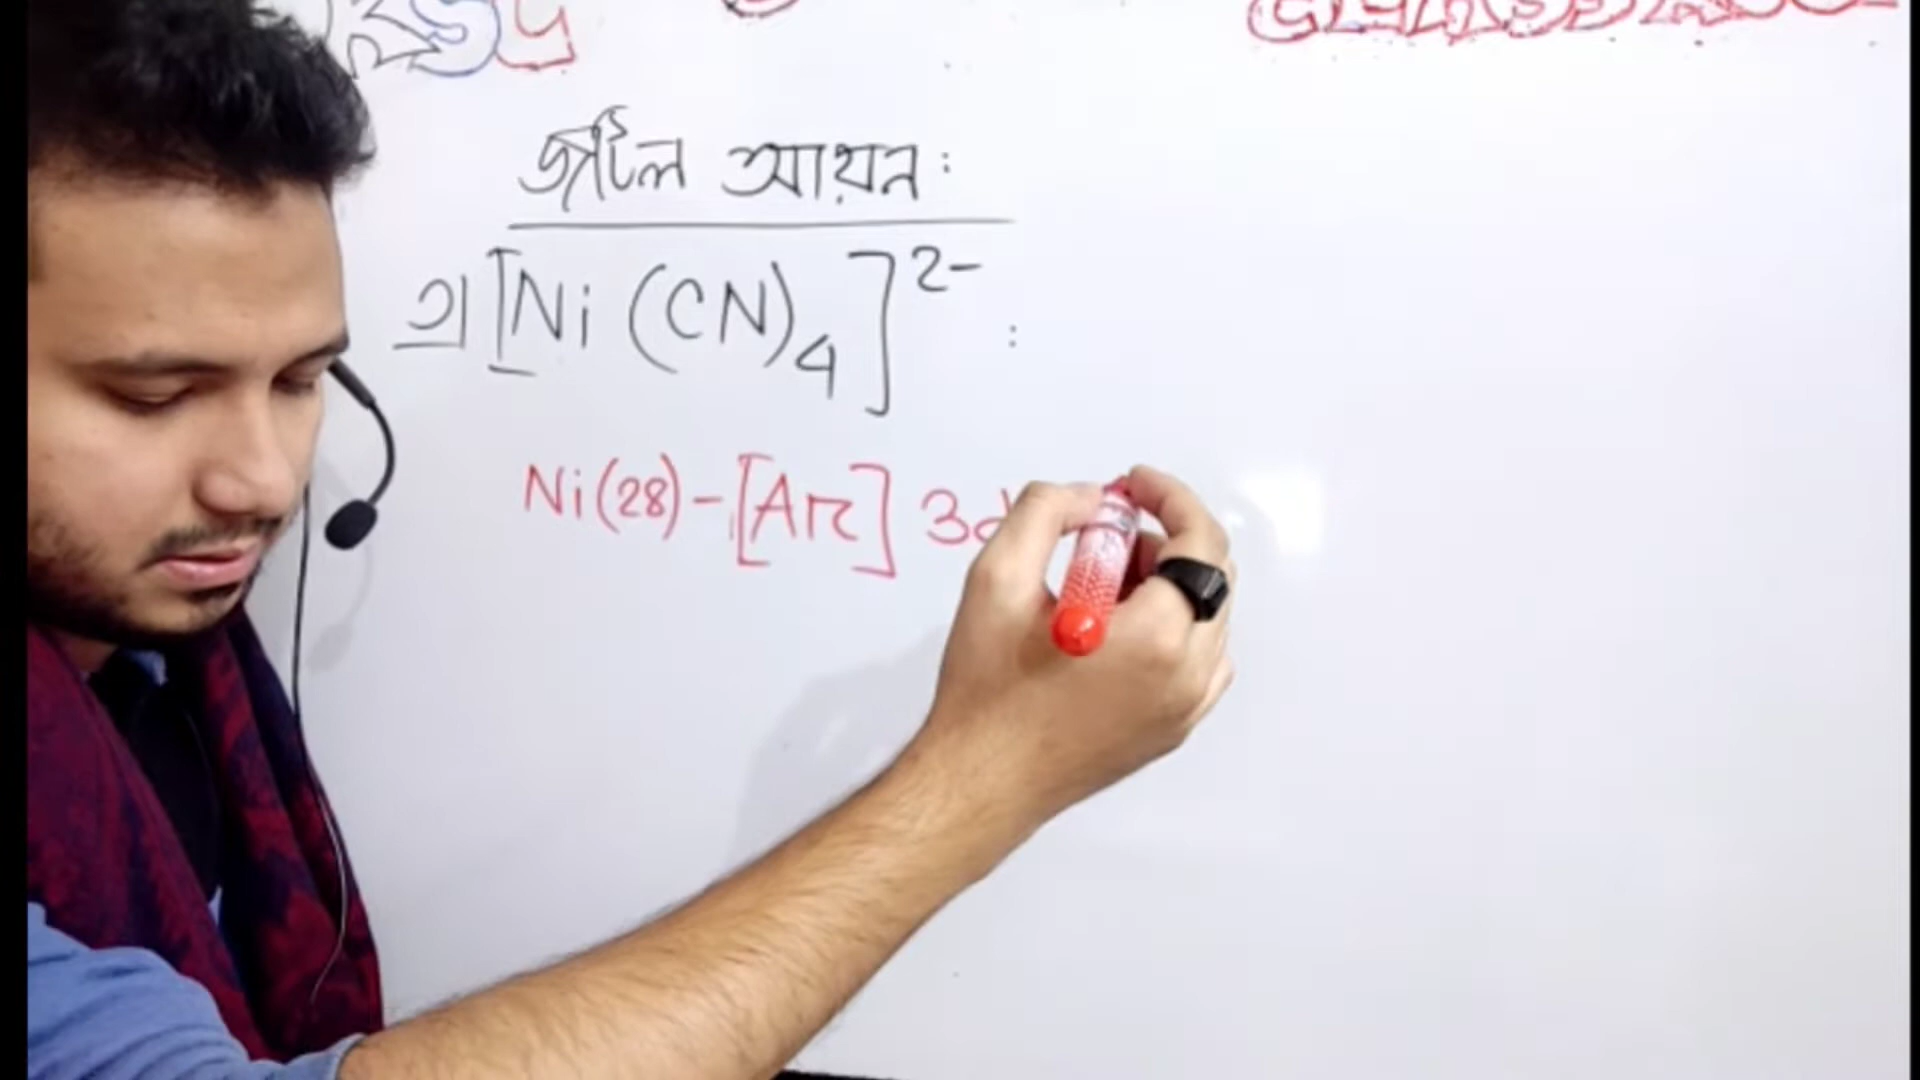 জটিল আয়ন:
এ [Ni(CN)4]2- :
Ni(28)-[Ar] 3d